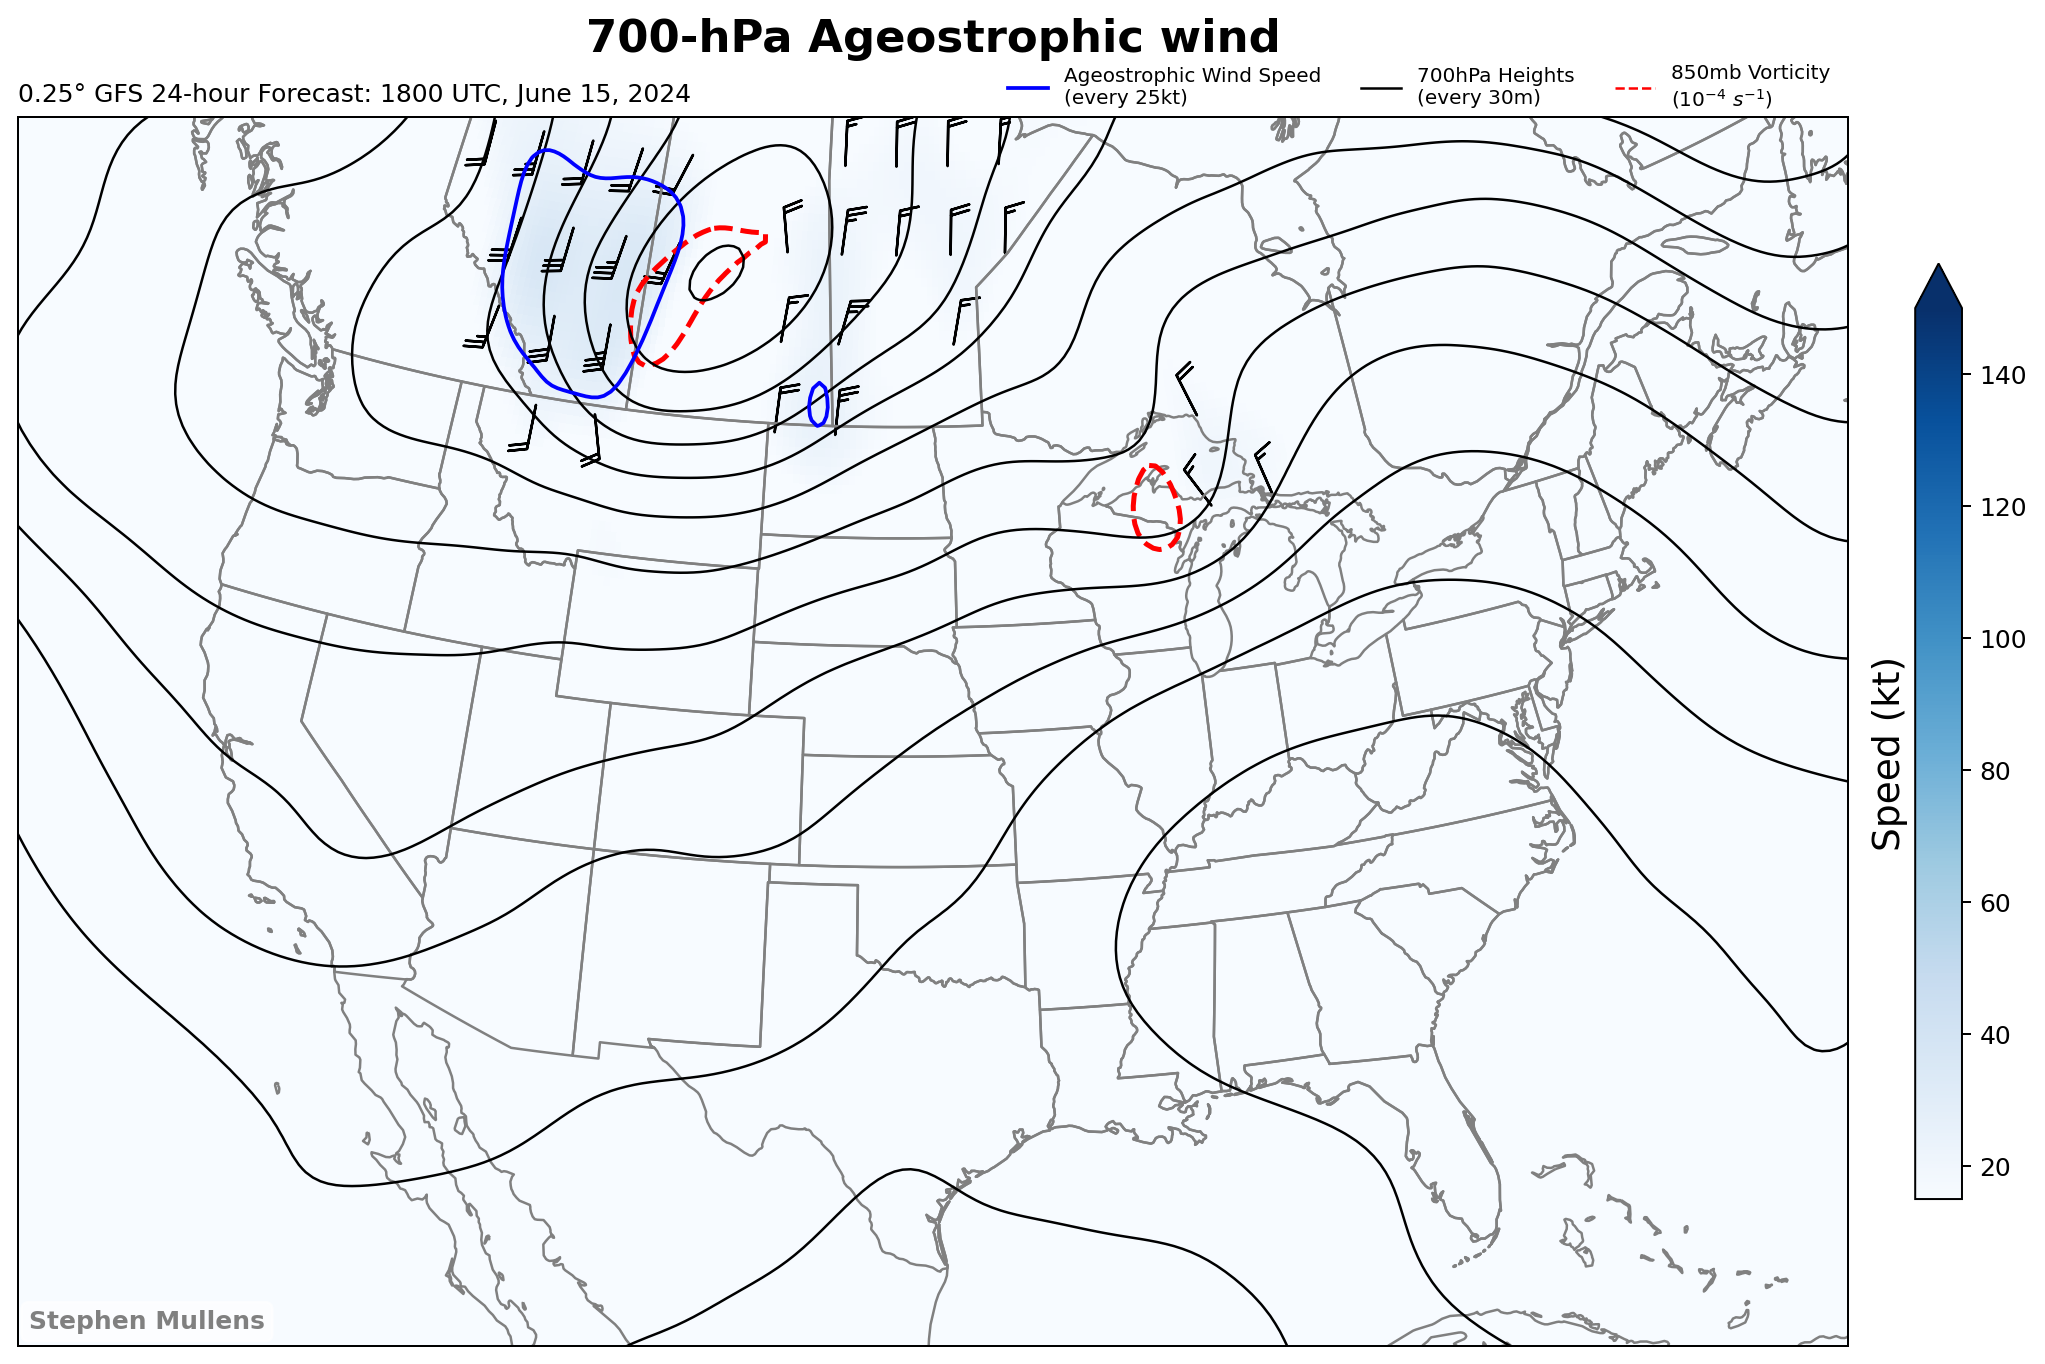 700-hPa Ageostrophic wind
0.25° GFS 24-hour Forecast: 1800 UTC, June 15, 2024
Ageostrophic Wind Speed
(every 25kt)
700hPa Heights
(every 30m)
850mb Vorticity
(10⁻⁴ s⁻¹)
140
120
100
80
60
40
20
Speed (kt)
Stephen Mullens